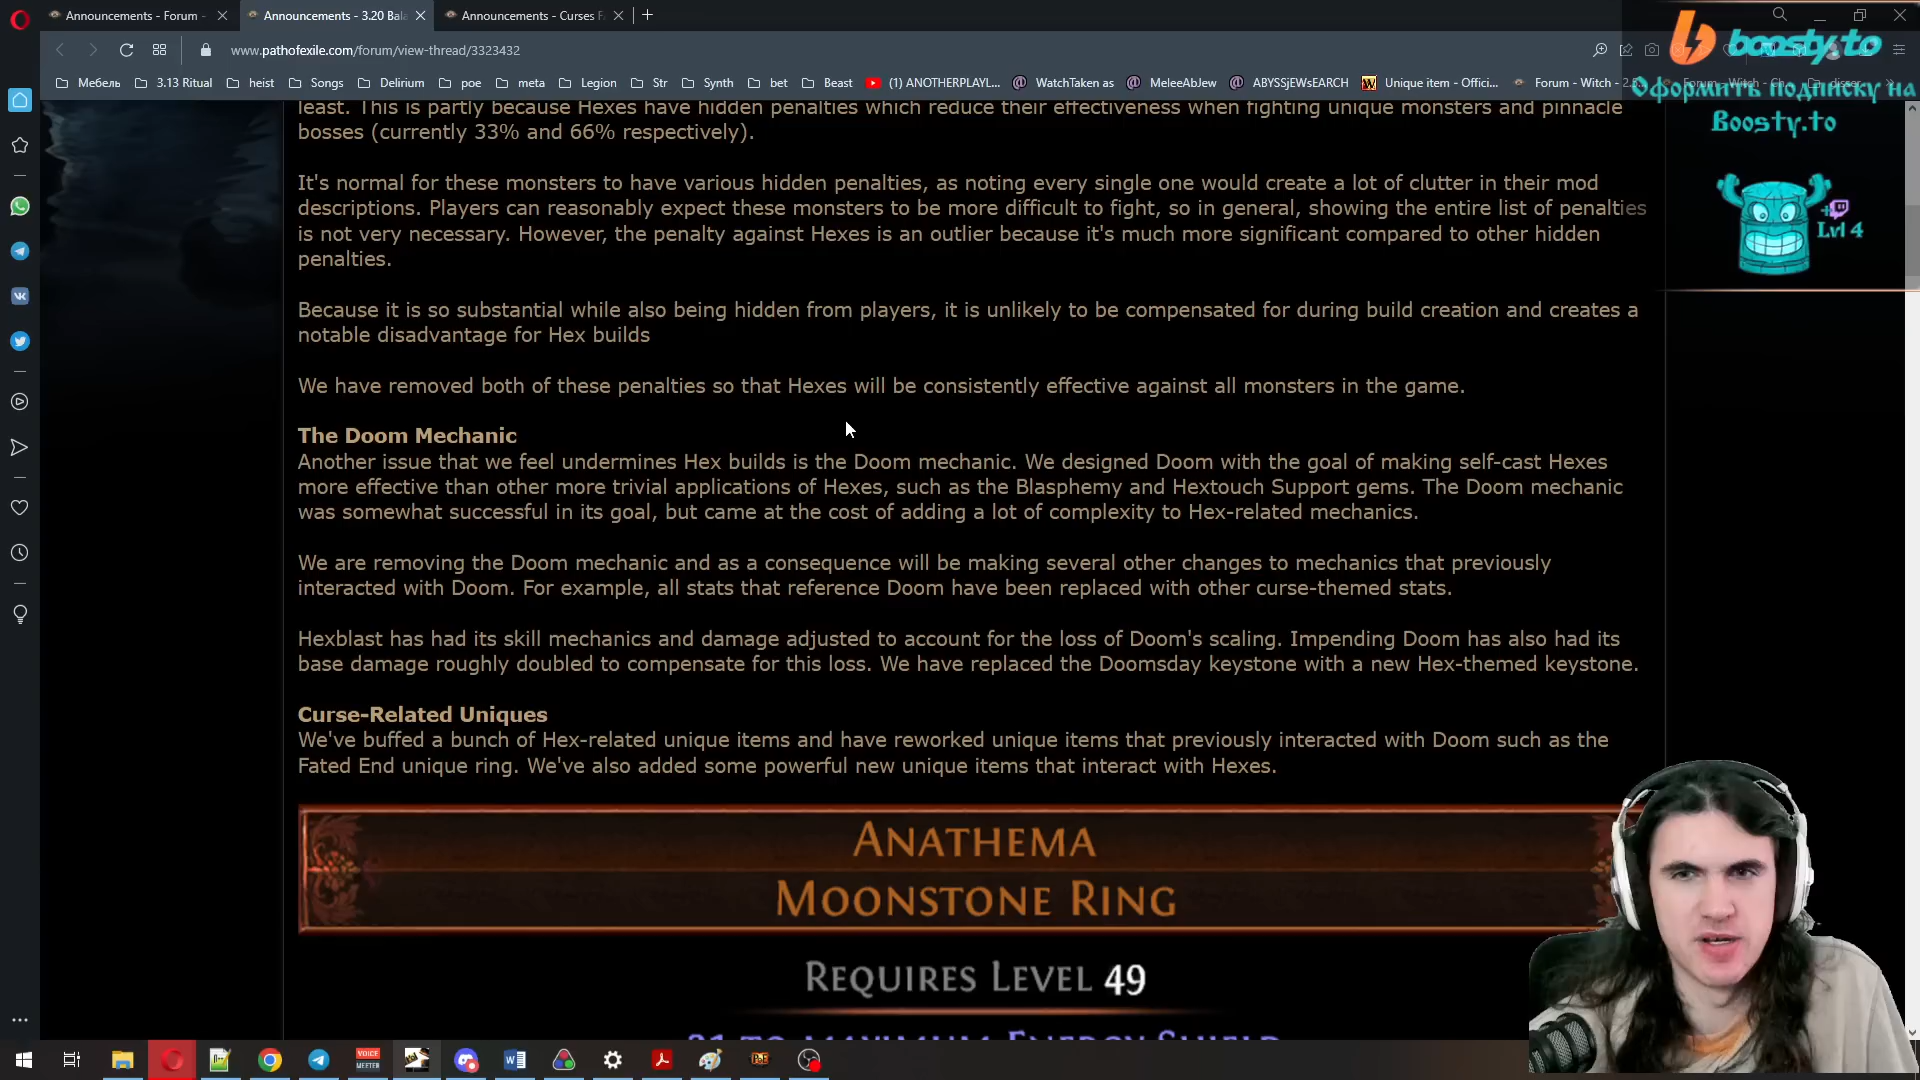 Announcements - Forum -
Announcements - 3.20 Bala
Announcements - Curses F
www.pathofexile.com/forum/view-thread/3323432
Мебель
3.13 Ritual
heist
Songs
Delirium
poe
meta
Legion
Str
Synth
bet
Beast
(1) ANOTHERPLAYL...
WatchTaken as
MeleeAbJew
ABYSSjEWsEARCH
Unique item - Offici...
Forum - Witch - 2.5
boosty.to
Оформить подписку на
Boosty.to
Lvl 4
least. This is partly because Hexes have hidden penalties which reduce their effectiveness when fighting unique monsters and pinnacle
bosses (currently 33% and 66% respectively).
It's normal for these monsters to have various hidden penalties, as noting every single one would create a lot of clutter in their mod
descriptions. Players can reasonably expect these monsters to be more difficult to fight, so in general, showing the entire list of penalties
is not very necessary. However, the penalty against Hexes is an outlier because it's much more significant compared to other hidden
penalties.
Because it is so substantial while also being hidden from players, it is unlikely to be compensated for during build creation and creates a
notable disadvantage for Hex builds
We have removed both of these penalties so that Hexes will be consistently effective against all monsters in the game.
The Doom Mechanic
Another issue that we feel undermines Hex builds is the Doom mechanic. We designed Doom with the goal of making self-cast Hexes
more effective than other more trivial applications of Hexes, such as the Blasphemy and Hextouch Support gems. The Doom mechanic
was somewhat successful in its goal, but came at the cost of adding a lot of complexity to Hex-related mechanics.
We are removing the Doom mechanic and as a consequence will be making several other changes to mechanics that previously
interacted with Doom. For example, all stats that reference Doom have been replaced with other curse-themed stats.
Hexblast has had its skill mechanics and damage adjusted to account for the loss of Doom's scaling. Impending Doom has also had its
base damage roughly doubled to compensate for this loss. We have replaced the Doomsday keystone with a new Hex-themed keystone.
Curse-Related Uniques
We've buffed a bunch of Hex-related unique items and have reworked unique items that previously interacted with Doom such as the
Fated End unique ring. We've also added some powerful new unique items that interact with Hexes.
ANATHEMA
MOONSTONE RING
REQUIRES LEVEL 49
TO MAXIMUM ENERGY SHIELD
VOICE
MEETER